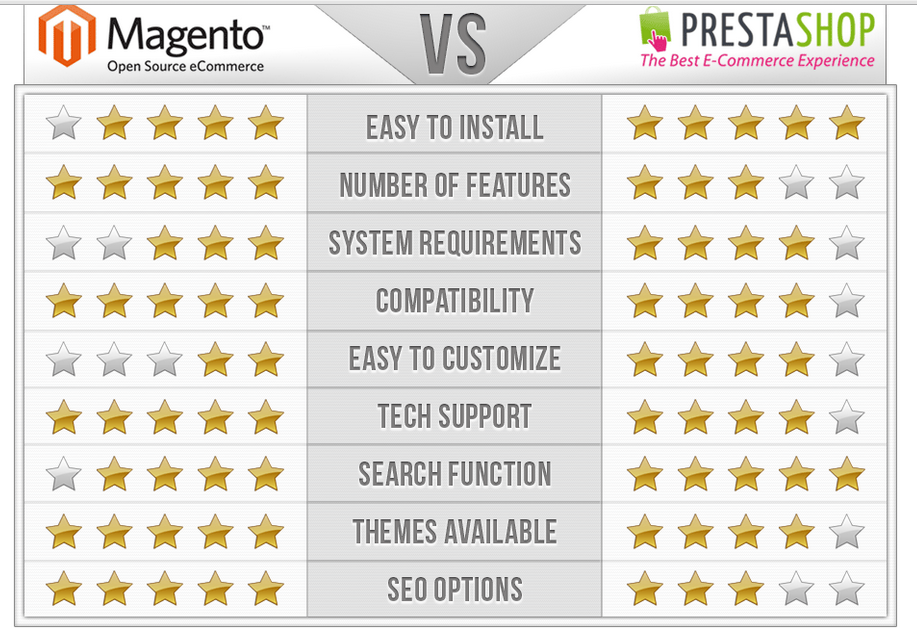 Magento™
Open Source eCommerce
VS
PRESTASHOP
The Best E-Commerce Experience
EASY TO INSTALL
NUMBER OF FEATURES
SYSTEM REQUIREMENTS
COMPATIBILITY
EASY TO CUSTOMIZE
TECH SUPPORT
SEARCH FUNCTION
THEMES AVAILABLE
SEO OPTIONS